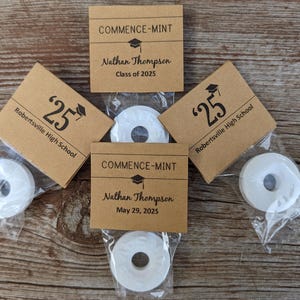 COMMENCE-MINT
Nathan Thompson
Class of 2025
'25
Robertsville High School
'25
Robertsville High School
COMMENCE-MINT
Nathan Thompson
May 29, 2025